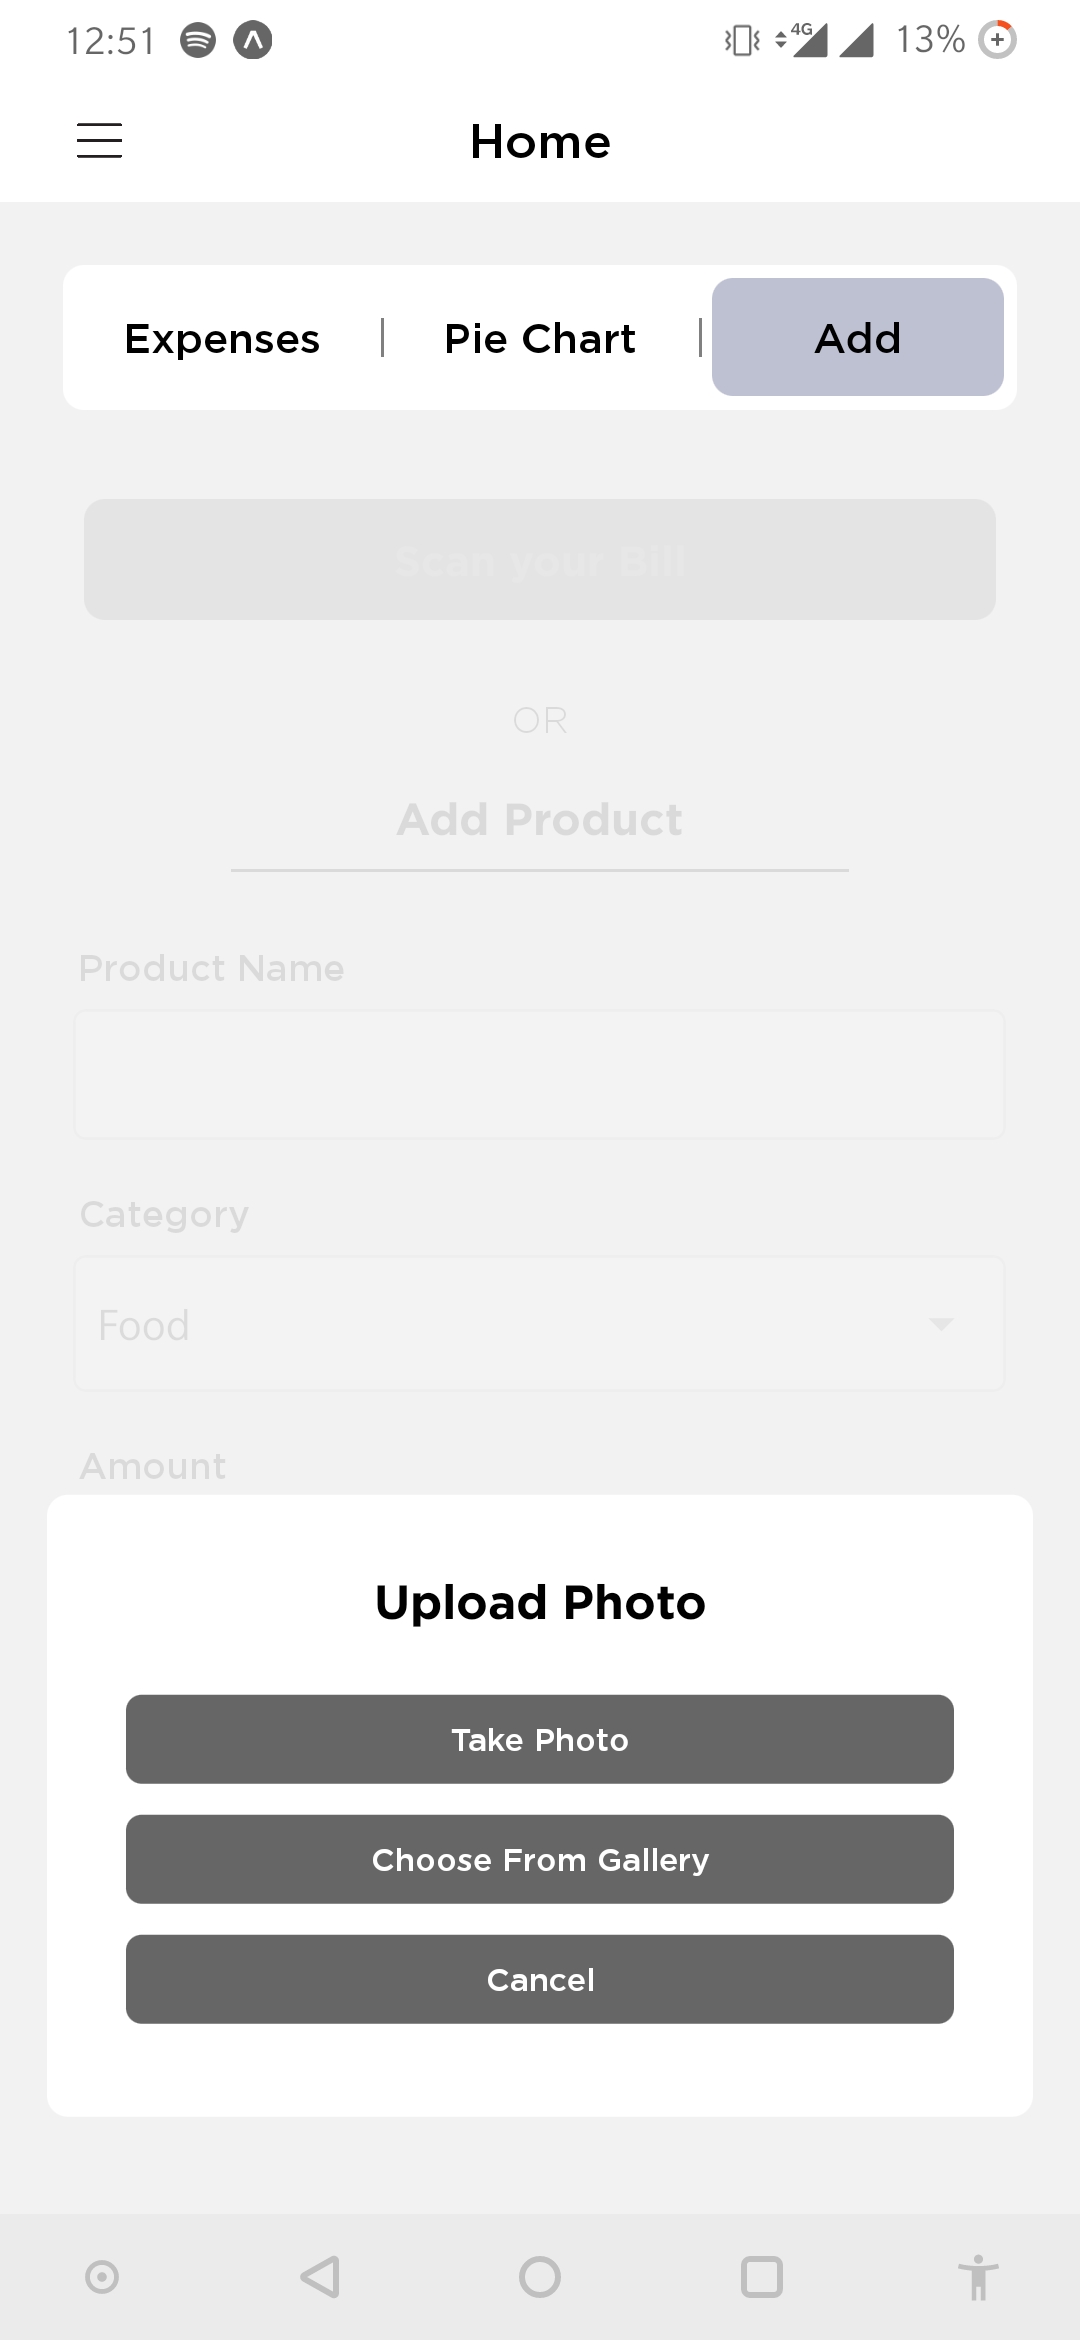 12:51 4G 13%
Home
Expenses | Pie Chart | Add
Scan your Bill
OR
Add Product
Product Name
Category
Food
Amount
Upload Photo
Take Photo
Choose From Gallery
Cancel